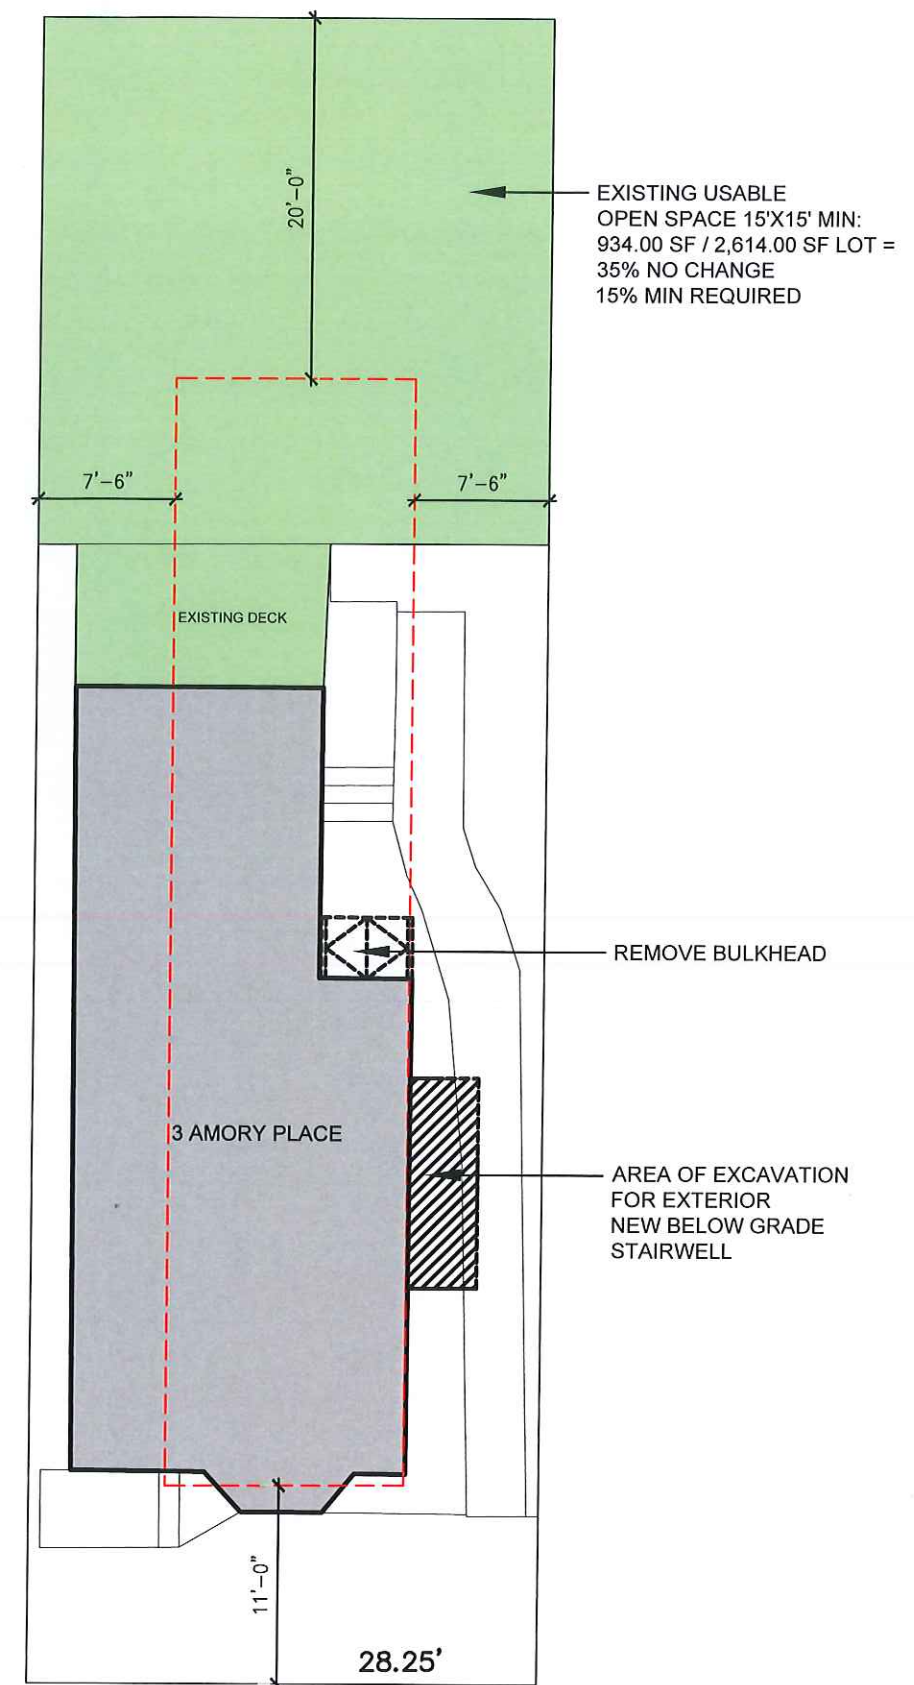 20'-0"
EXISTING USABLE
OPEN SPACE 15'X15' MIN:
934.00 SF / 2,614.00 SF LOT =
35% NO CHANGE
15% MIN REQUIRED
7'-6"
7'-6"
EXISTING DECK
REMOVE BULKHEAD
3 AMORY PLACE
AREA OF EXCAVATION
FOR EXTERIOR
NEW BELOW GRADE
STAIRWELL
11'-0"
28.25'